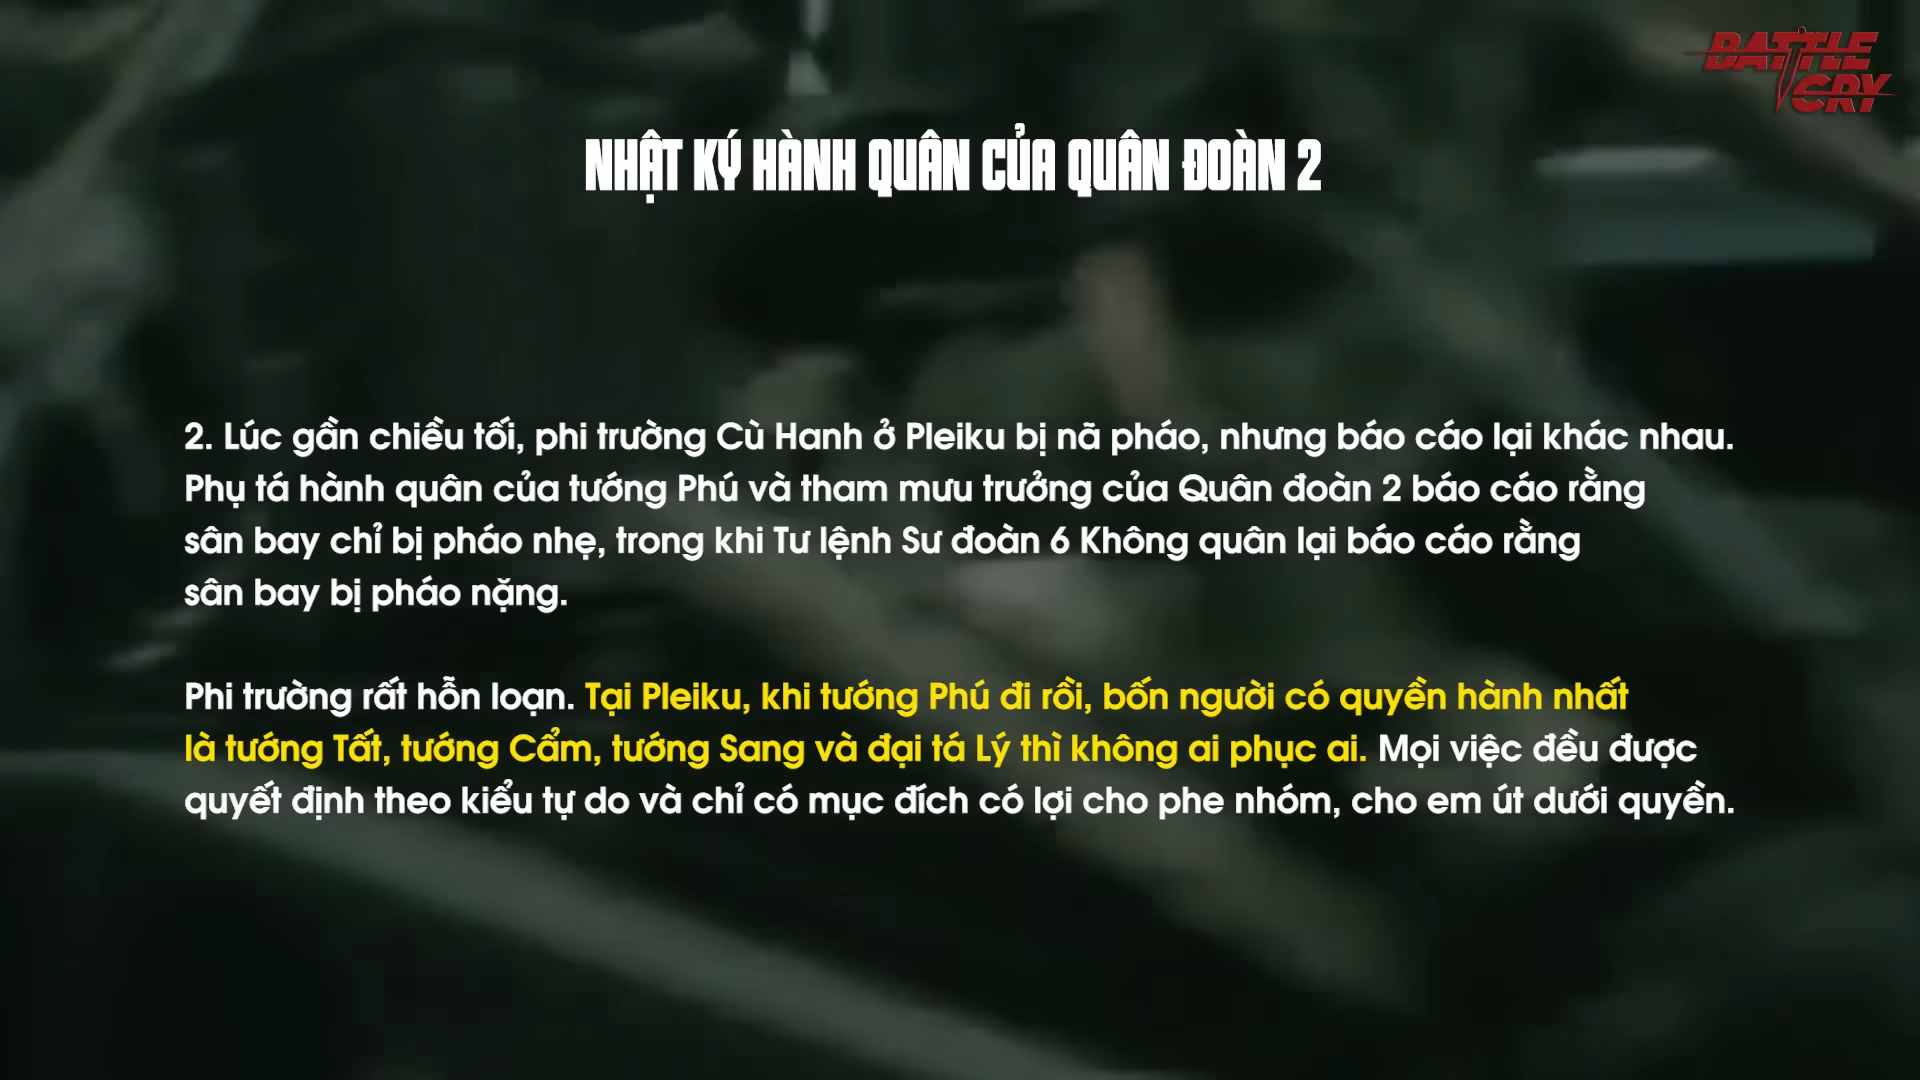 BATTLE
CRY
NHẬT KÝ HÀNH QUÂN CỦA QUÂN ĐOÀN 2
2. Lúc gần chiều tối, phi trường Cù Hanh ở Pleiku bị nã pháo, nhưng báo cáo lại khác nhau.
Phụ tá hành quân của tướng Phú và tham mưu trưởng của Quân đoàn 2 báo cáo rằng
sân bay chỉ bị pháo nhẹ, trong khi Tư lệnh Sư đoàn 6 Không quân lại báo cáo rằng
sân bay bị pháo nặng.
Phi trường rất hỗn loạn. Tại Pleiku, khi tướng Phú đi rồi, bốn người có quyền hành nhất
là tướng Tất, tướng Cẩm, tướng Sang và đại tá Lý thì không ai phục ai. Mọi việc đều được
quyết định theo kiểu tự do và chỉ có mục đích có lợi cho phe nhóm, cho em út dưới quyền.